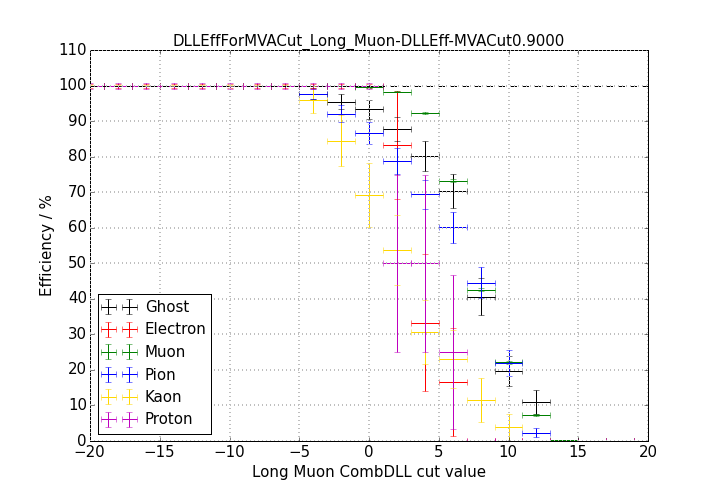 DLLEffForMVACut_Long_Muon-DLLEff-MVACut0.9000
110
100
90
80
70
60
50
40
30
20
10
0
Efficiency / %
Ghost
Electron
Muon
Pion
Kaon
Proton
−20 −15 −10 −5 0 5 10 15 20
Long Muon CombDLL cut value